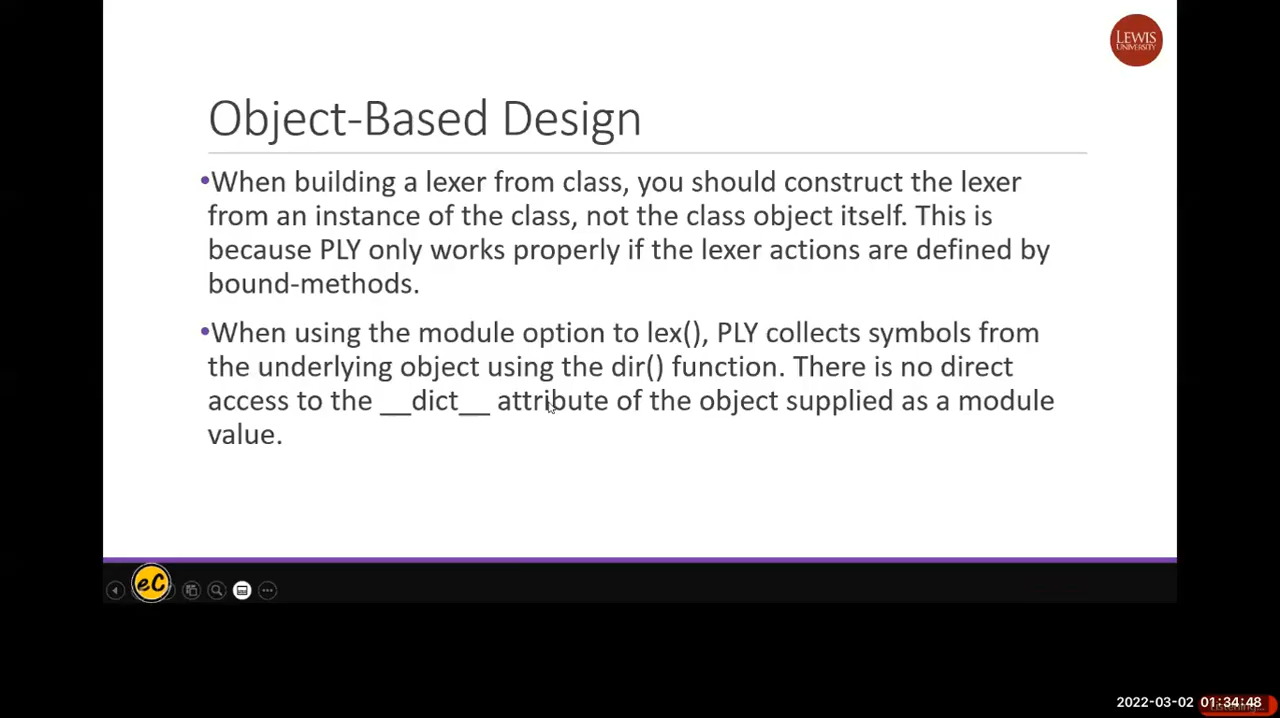 LEWIS
UNIVERSITY
Object-Based Design
•When building a lexer from class, you should construct the lexer
from an instance of the class, not the class object itself. This is
because PLY only works properly if the lexer actions are defined by
bound-methods.
•When using the module option to lex(), PLY collects symbols from
the underlying object using the dir() function. There is no direct
access to the __dict__ attribute of the object supplied as a module
value.
eC
2022-03-02 01:34:48
Listening...